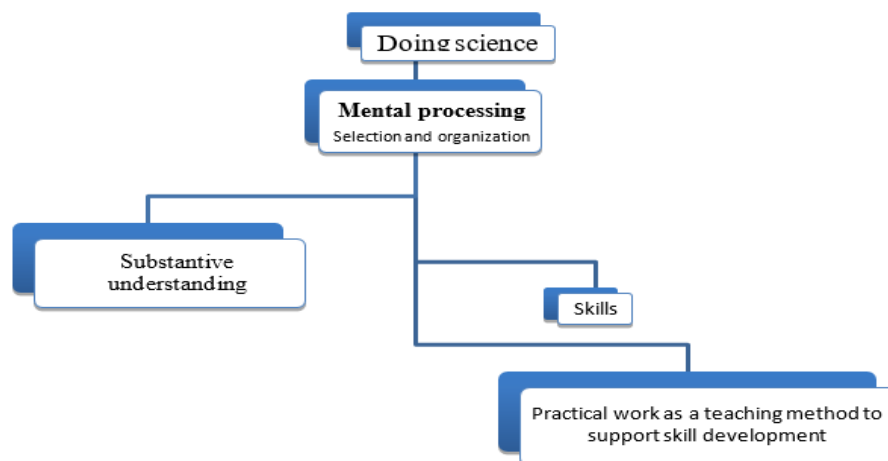 Doing science
Mental processing
Selection and organization
Substantive
understanding
Skills
Practical work as a teaching method to
support skill development